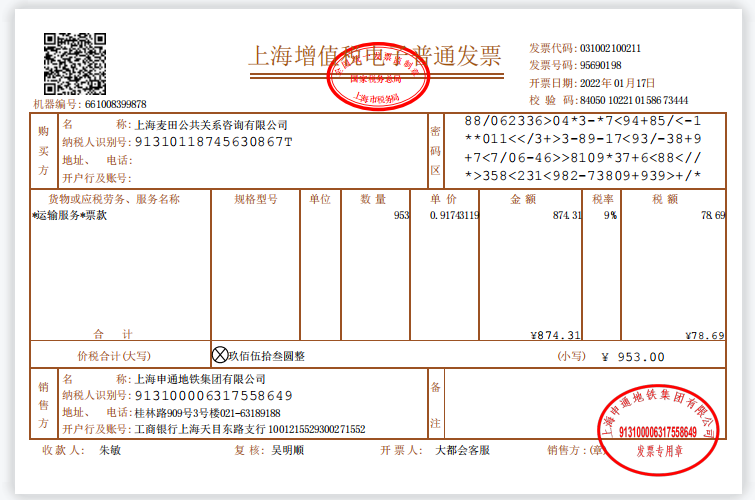 上海增值税电子普通发票
全国统一发票监制章
国家税务总局
上海市税务局
机器编号: 661008399878
发票代码: 031002100211
发票号码: 95690198
开票日期: 2022年01月17日
校 验 码: 84050 10221 01586 73444
购买方
名 称: 上海麦田公共关系咨询有限公司
纳税人识别号: 91310118745630867T
地址、 电话:
开户行及账号:
密码区
88/062336>04*3-*7<94+85/<-1
**011<</3+>3-89-17<93/-38+9
+7<7/06-46>>8109*37+6<88<//
*>358<231<982-73809+939>+/*
货物或应税劳务、服务名称 规格型号 单位 数 量 单 价 金 额 税率 税 额
*运输服务*票款 953 0.91743119 874.31 9% 78.69
合 计 ¥874.31 ¥78.69
价税合计(大写) 玖佰伍拾叁圆整 (小写) ¥ 953.00
销售方
名 称: 上海申通地铁集团有限公司
纳税人识别号: 913100006317558649
地址、 电话: 桂林路909号3号楼021-63189188
开户行及账号: 工商银行上海天目东路支行 1001215529300271552
备注
收 款 人: 朱敏 复 核: 吴明顺 开 票 人: 大都会客服 销售方:(章)
上海申通地铁集团有限公司
913100006317558649
发票专用章